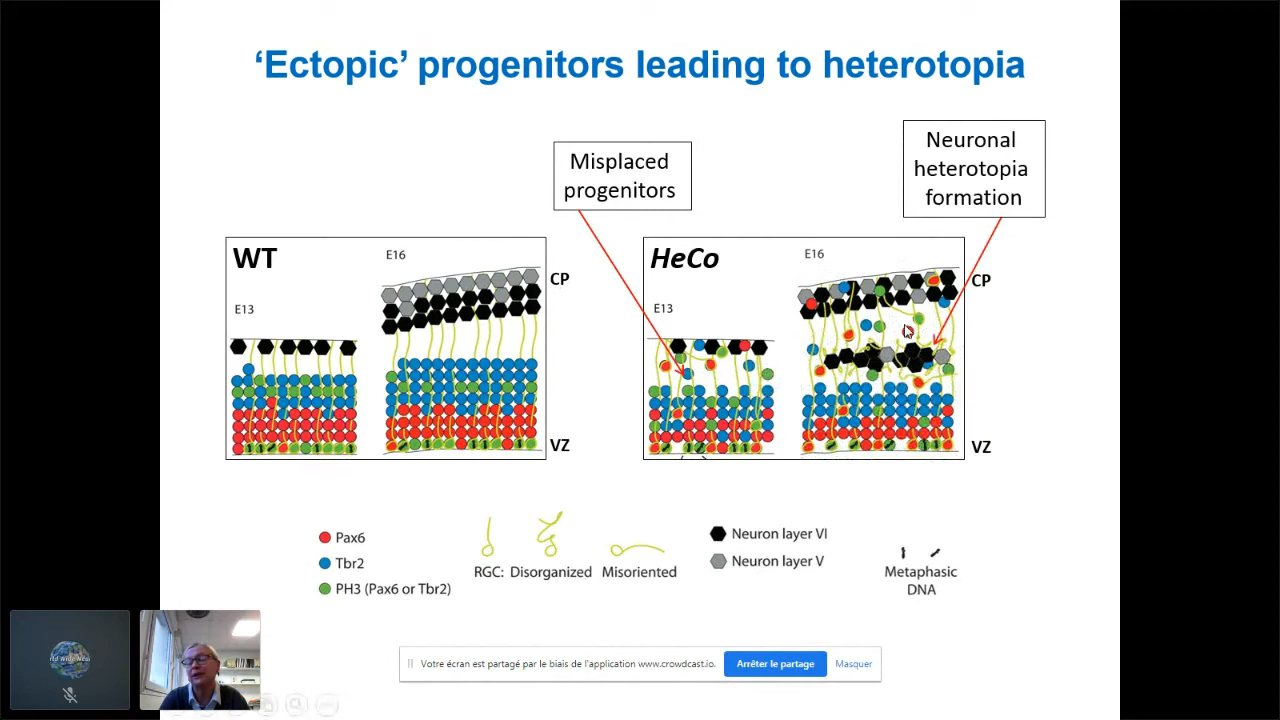 ‘Ectopic’ progenitors leading to heterotopia
Misplaced
progenitors
Neuronal
heterotopia
formation
WT
E16
E13
CP
VZ
HeCo
E16
E13
CP
VZ
Pax6
Tbr2
PH3 (Pax6 or Tbr2)
RGC: Disorganized Misoriented
Neuron layer VI
Neuron layer V
Metaphasic
DNA
Votre écran est partagé par le biais de l'application www.crowdcast.io.
Arrêter le partage
Masquer